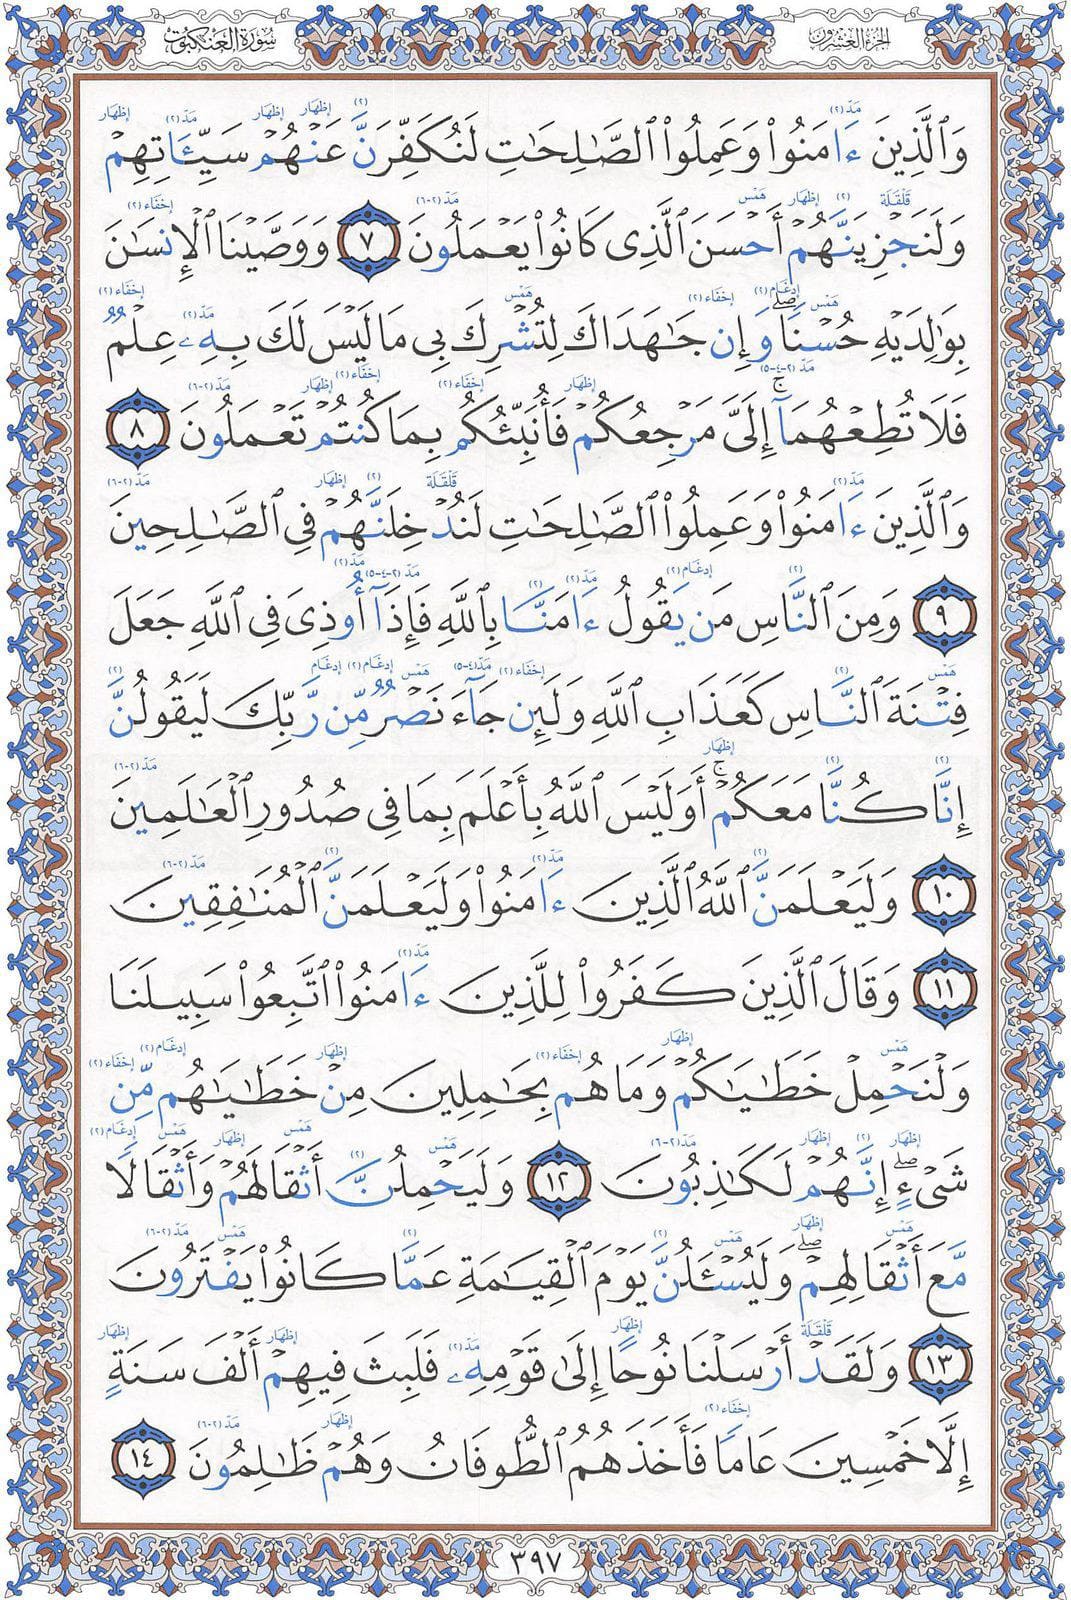 الجزء العشرون
سورة العنكبوت
وَٱلَّذِينَ ءَامَنُوا۟ وَعَمِلُوا۟ ٱلصَّـٰلِحَـٰتِ لَنُكَفِّرَنَّ عَنْهُمْ سَيِّـَٔاتِهِمْ
وَلَنَجْزِيَنَّهُمْ أَحْسَنَ ٱلَّذِى كَانُوا۟ يَعْمَلُونَ ٧ وَوَصَّيْنَا ٱلْإِنسَـٰنَ
بِوَٰلِدَيْهِ حُسْنًا ۖ وَإِن جَـٰهَدَاكَ لِتُشْرِكَ بِى مَا لَيْسَ لَكَ بِهِۦ عِلْمٌ
فَلَا تُطِعْهُمَآ ۚ إِلَىَّ مَرْجِعُكُمْ فَأُنَبِّئُكُم بِمَا كُنتُمْ تَعْمَلُونَ ٨
وَٱلَّذِينَ ءَامَنُوا۟ وَعَمِلُوا۟ ٱلصَّـٰلِحَـٰتِ لَنُدْخِلَنَّهُمْ فِى ٱلصَّـٰلِحِينَ
٩ وَمِنَ ٱلنَّاسِ مَن يَقُولُ ءَامَنَّا بِٱللَّهِ فَإِذَآ أُوذِىَ فِى ٱللَّهِ جَعَلَ
فِتْنَةَ ٱلنَّاسِ كَعَذَابِ ٱللَّهِ وَلَئِن جَآءَ نَصْرٌ مِّن رَّبِّكَ لَيَقُولُنَّ
إِنَّا كُنَّا مَعَكُمْ ۚ أَوَلَيْسَ ٱللَّهُ بِأَعْلَمَ بِمَا فِى صُدُورِ ٱلْعَـٰلَمِينَ
١٠ وَلَيَعْلَمَنَّ ٱللَّهُ ٱلَّذِينَ ءَامَنُوا۟ وَلَيَعْلَمَنَّ ٱلْمُنَـٰفِقِينَ
١١ وَقَالَ ٱلَّذِينَ كَفَرُوا۟ لِلَّذِينَ ءَامَنُوا۟ ٱتَّبِعُوا۟ سَبِيلَنَا
وَلْنَحْمِلْ خَطَـٰيَـٰكُمْ وَمَا هُم بِحَـٰمِلِينَ مِنْ خَطَـٰيَـٰهُم مِّن
شَىْءٍ ۖ إِنَّهُمْ لَكَـٰذِبُونَ ١٢ وَلَيَحْمِلُنَّ أَثْقَالَهُمْ وَأَثْقَالًا
مَّعَ أَثْقَالِهِمْ ۖ وَلَيُسْـَٔلُنَّ يَوْمَ ٱلْقِيَـٰمَةِ عَمَّا كَانُوا۟ يَفْتَرُونَ
١٣ وَلَقَدْ أَرْسَلْنَا نُوحًا إِلَىٰ قَوْمِهِۦ فَلَبِثَ فِيهِمْ أَلْفَ سَنَةٍ
إِلَّا خَمْسِينَ عَامًا فَأَخَذَهُمُ ٱلطُّوفَانُ وَهُمْ ظَـٰلِمُونَ ١٤
٣٩٧